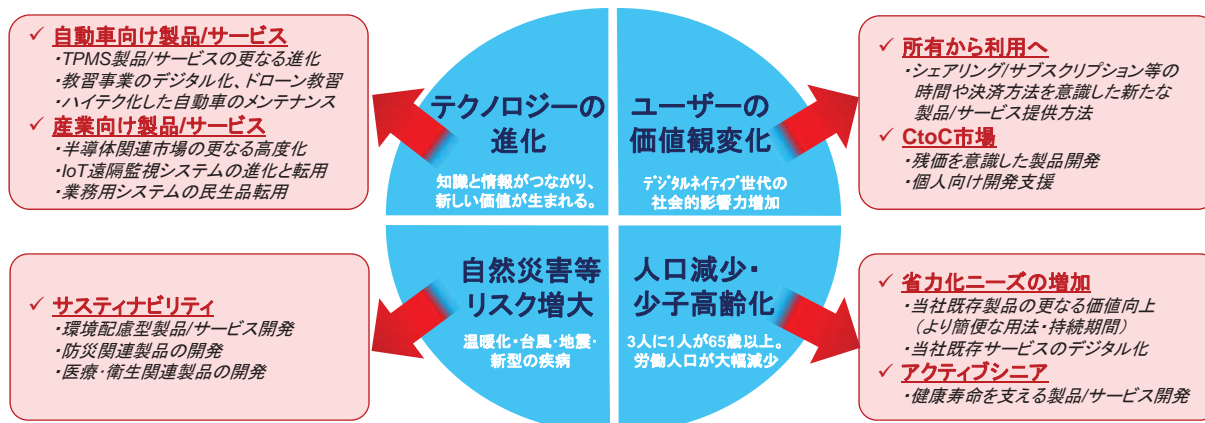 ✓ 自動車向け製品/サービス
・TPMS製品/サービスの更なる進化
・教習事業のデジタル化、ドローン教習
・ハイテク化した自動車のメンテナンス
✓ 産業向け製品/サービス
・半導体関連市場の更なる高度化
・IoT遠隔監視システムの進化と転用
・業務用システムの民生品転用
テクノロジーの
進化
知識と情報がつながり、
新しい価値が生まれる。
ユーザーの
価値観変化
デジタルネイティブ世代の
社会的影響力増加
✓ 所有から利用へ
・シェアリング/サブスクリプション等の
時間や決済方法を意識した新たな
製品/サービス提供方法
✓ CtoC市場
・残価を意識した製品開発
・個人向け開発支援
✓ サスティナビリティ
・環境配慮型製品/サービス開発
・防災関連製品の開発
・医療・衛生関連製品の開発
自然災害等
リスク増大
温暖化・台風・地震・
新型の疾病
人口減少・
少子高齢化
3人に1人が65歳以上。
労働人口が大幅減少
✓ 省力化ニーズの増加
・当社既存製品の更なる価値向上
（より簡便な用法・持続期間）
・当社既存サービスのデジタル化
✓ アクティブシニア
・健康寿命を支える製品/サービス開発